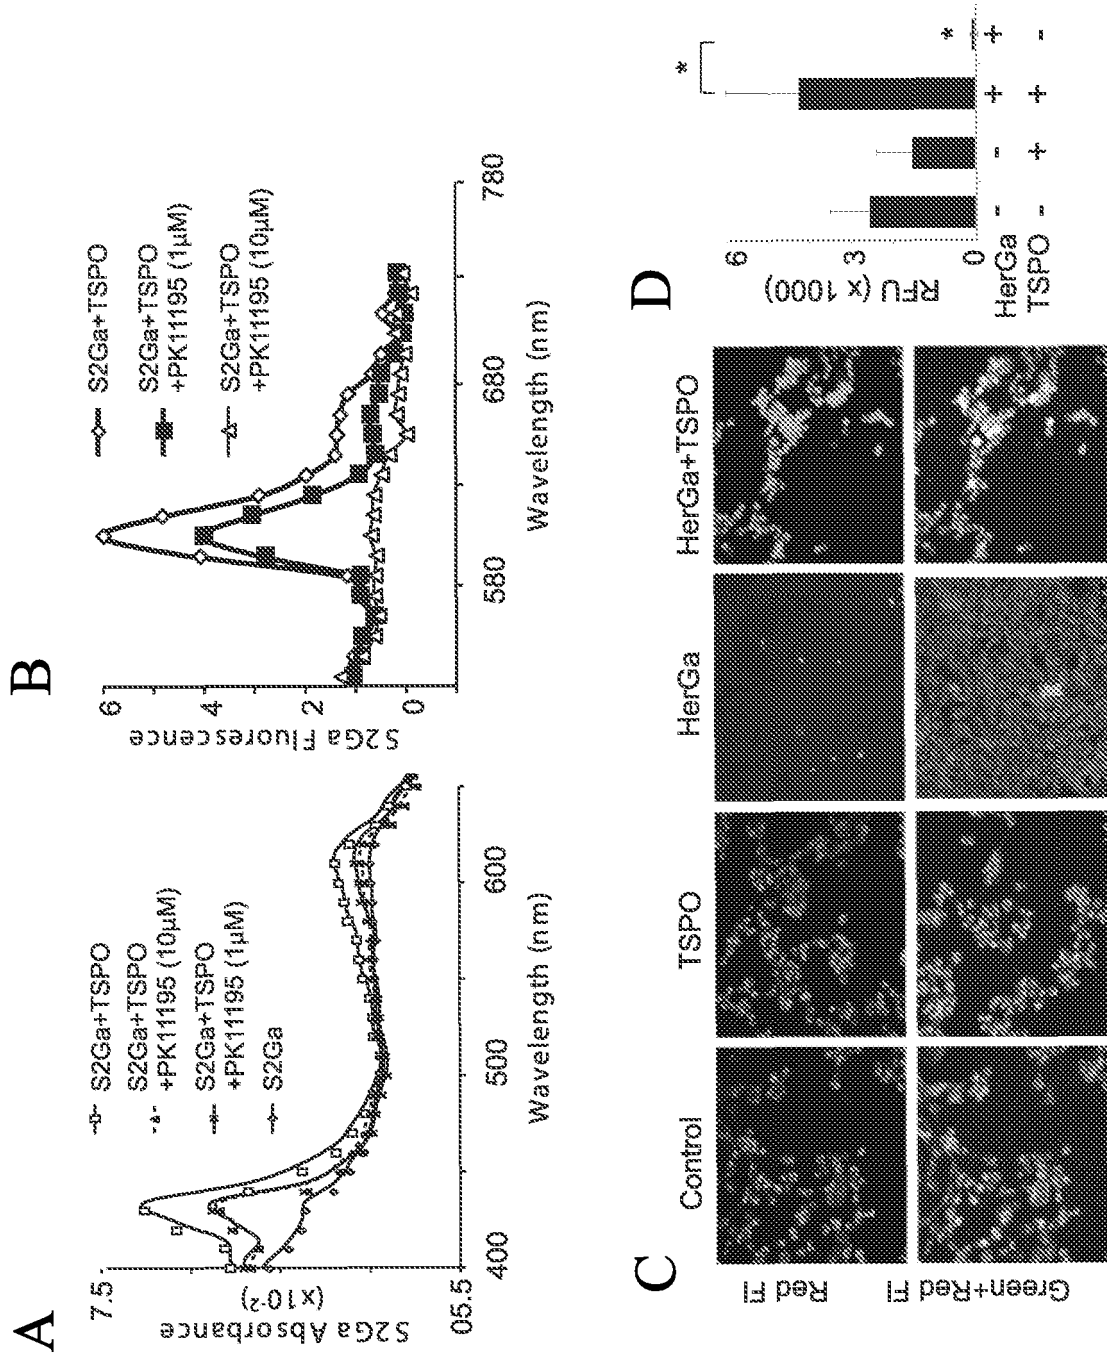 A
7.5
05.5
S2Ga Absorbance
(x10-2)
400
500
600
Wavelength (nm)
S2Ga+TSPO
S2Ga+TSPO
+PK11195 (10μM)
S2Ga+TSPO
+PK11195 (1μM)
S2Ga
B
6
4
2
0
S2Ga Fluorescence
580
680
780
Wavelength (nm)
S2Ga+TSPO
S2Ga+TSPO
+PK11195 (1μM)
S2Ga+TSPO
+PK11195 (10μM)
C
Control
TSPO
HerGa
HerGa+TSPO
Red Fl
Green+Red Fl
D
6
3
0
RFU (x 1000)
*
*
HerGa - - + +
TSPO - + + -